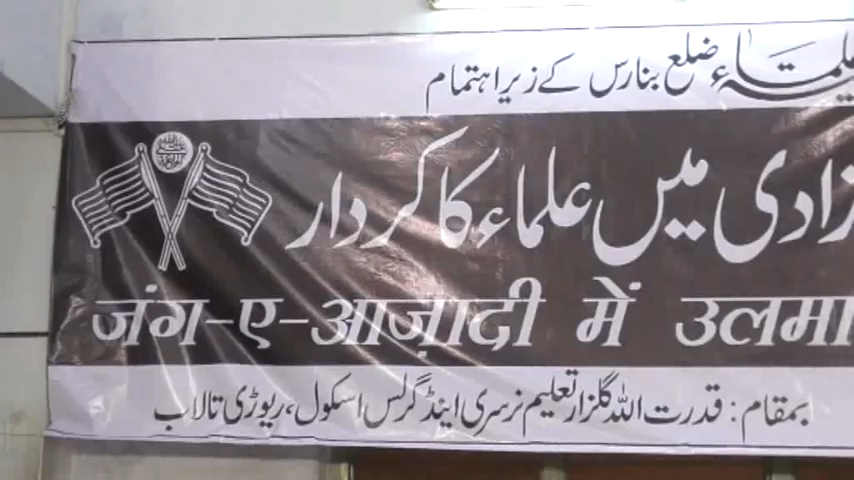 علماء ضلع بنارس کے زیر اہتمام
زادی میں علماء کا کردار
जंग-ए-आज़ादी में उलमा
بمقام: قدرت اللہ گلزار تعلیم نرسری اینڈ گرلس اسکول، ریوڑی تالاب